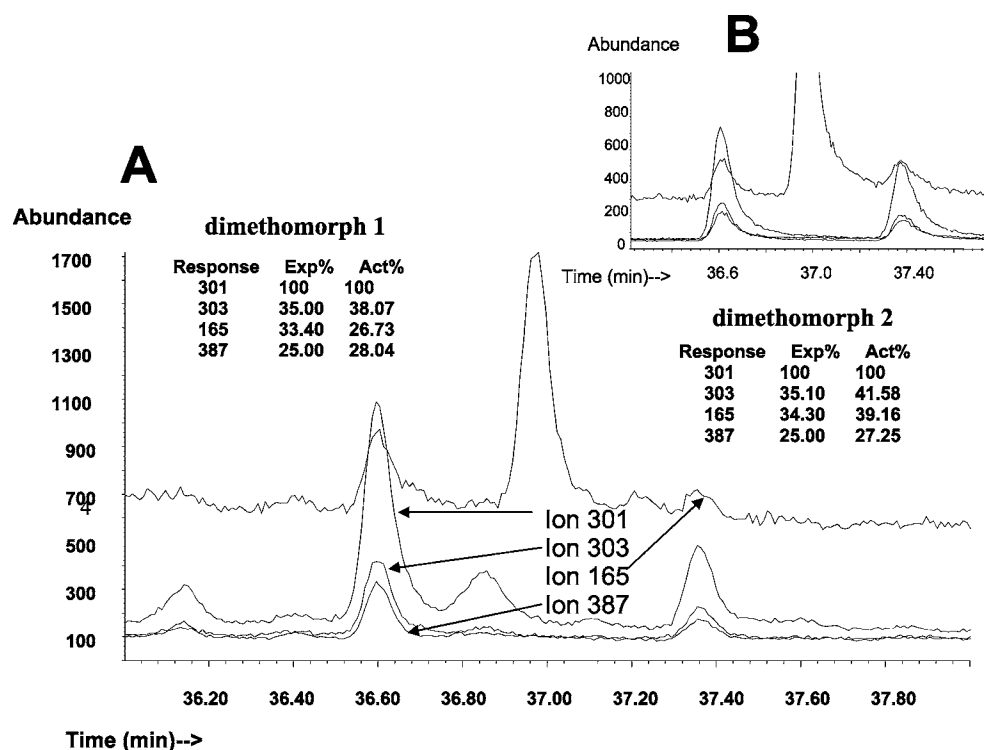 B
Abundance
1000
800
600
400
200
0
36.6 37.0 37.40
Time (min)-->
A
Abundance
dimethomorph 1
Response Exp% Act%
301 100 100
303 35.00 38.07
165 33.40 26.73
387 25.00 28.04
dimethomorph 2
Response Exp% Act%
301 100 100
303 35.10 41.58
165 34.30 39.16
387 25.00 27.25
1700
1500
1300
1100
900
700
4
500
300
100
Ion 301
Ion 303
Ion 165
Ion 387
36.20 36.40 36.60 36.80 37.00 37.20 37.40 37.60 37.80
Time (min)-->